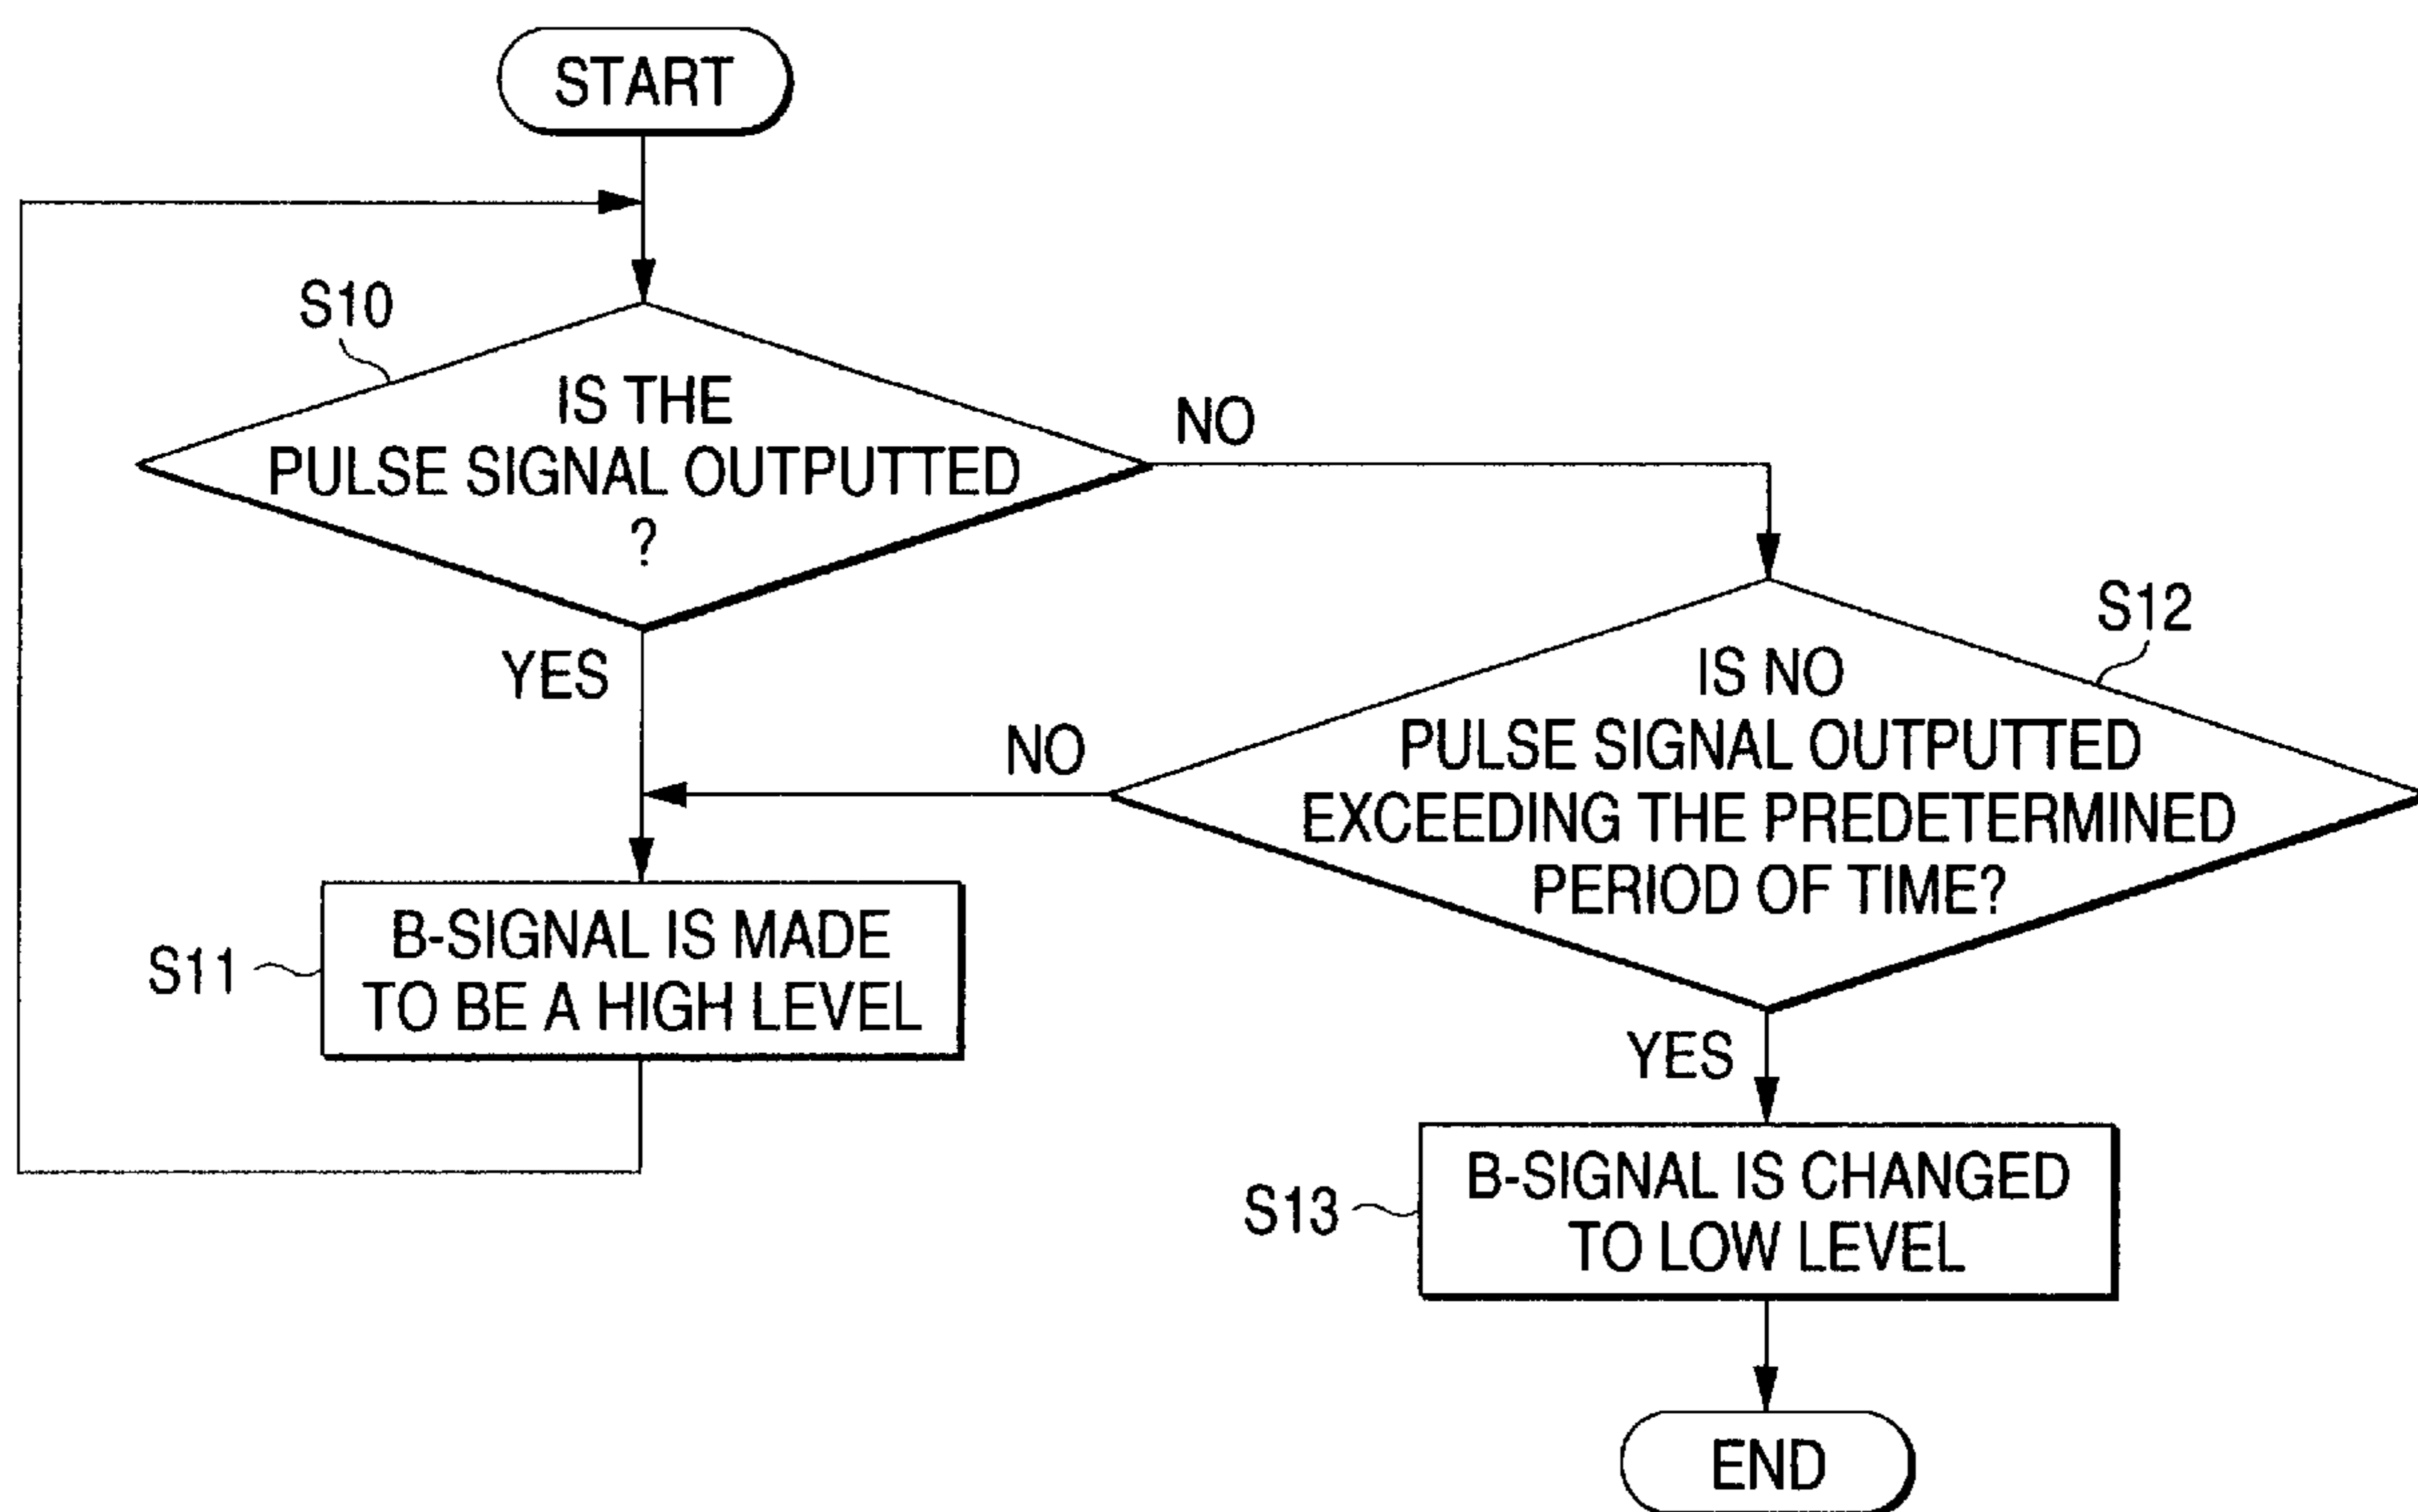 START
S10
IS THE
PULSE SIGNAL OUTPUTTED
?
NO
YES
S12
IS NO
PULSE SIGNAL OUTPUTTED
EXCEEDING THE PREDETERMINED
PERIOD OF TIME?
NO
S11
B-SIGNAL IS MADE
TO BE A HIGH LEVEL
YES
S13
B-SIGNAL IS CHANGED
TO LOW LEVEL
END